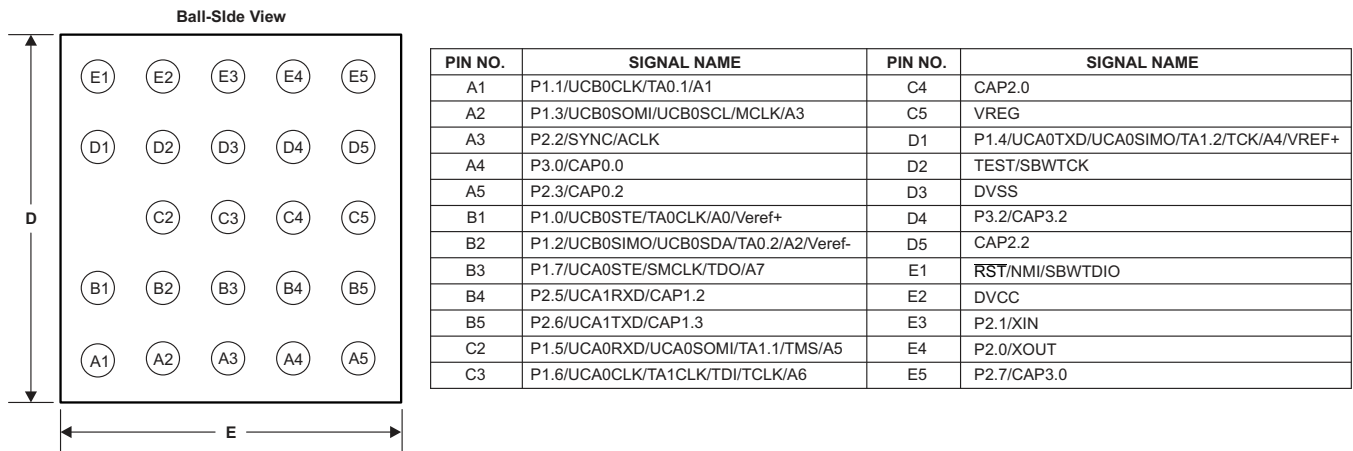 Ball-SIde View
E1 E2 E3 E4 E5
D1 D2 D3 D4 D5
D
C2 C3 C4 C5
B1 B2 B3 B4 B5
A1 A2 A3 A4 A5
E
PIN NO. SIGNAL NAME PIN NO. SIGNAL NAME
A1 P1.1/UCB0CLK/TA0.1/A1 C4 CAP2.0
A2 P1.3/UCB0SOMI/UCB0SCL/MCLK/A3 C5 VREG
A3 P2.2/SYNC/ACLK D1 P1.4/UCA0TXD/UCA0SIMO/TA1.2/TCK/A4/VREF+
A4 P3.0/CAP0.0 D2 TEST/SBWTCK
A5 P2.3/CAP0.2 D3 DVSS
B1 P1.0/UCB0STE/TA0CLK/A0/Veref+ D4 P3.2/CAP3.2
B2 P1.2/UCB0SIMO/UCB0SDA/TA0.2/A2/Veref- D5 CAP2.2
B3 P1.7/UCA0STE/SMCLK/TDO/A7 E1 RST/NMI/SBWTDIO
B4 P2.5/UCA1RXD/CAP1.2 E2 DVCC
B5 P2.6/UCA1TXD/CAP1.3 E3 P2.1/XIN
C2 P1.5/UCA0RXD/UCA0SOMI/TA1.1/TMS/A5 E4 P2.0/XOUT
C3 P1.6/UCA0CLK/TA1CLK/TDI/TCLK/A6 E5 P2.7/CAP3.0